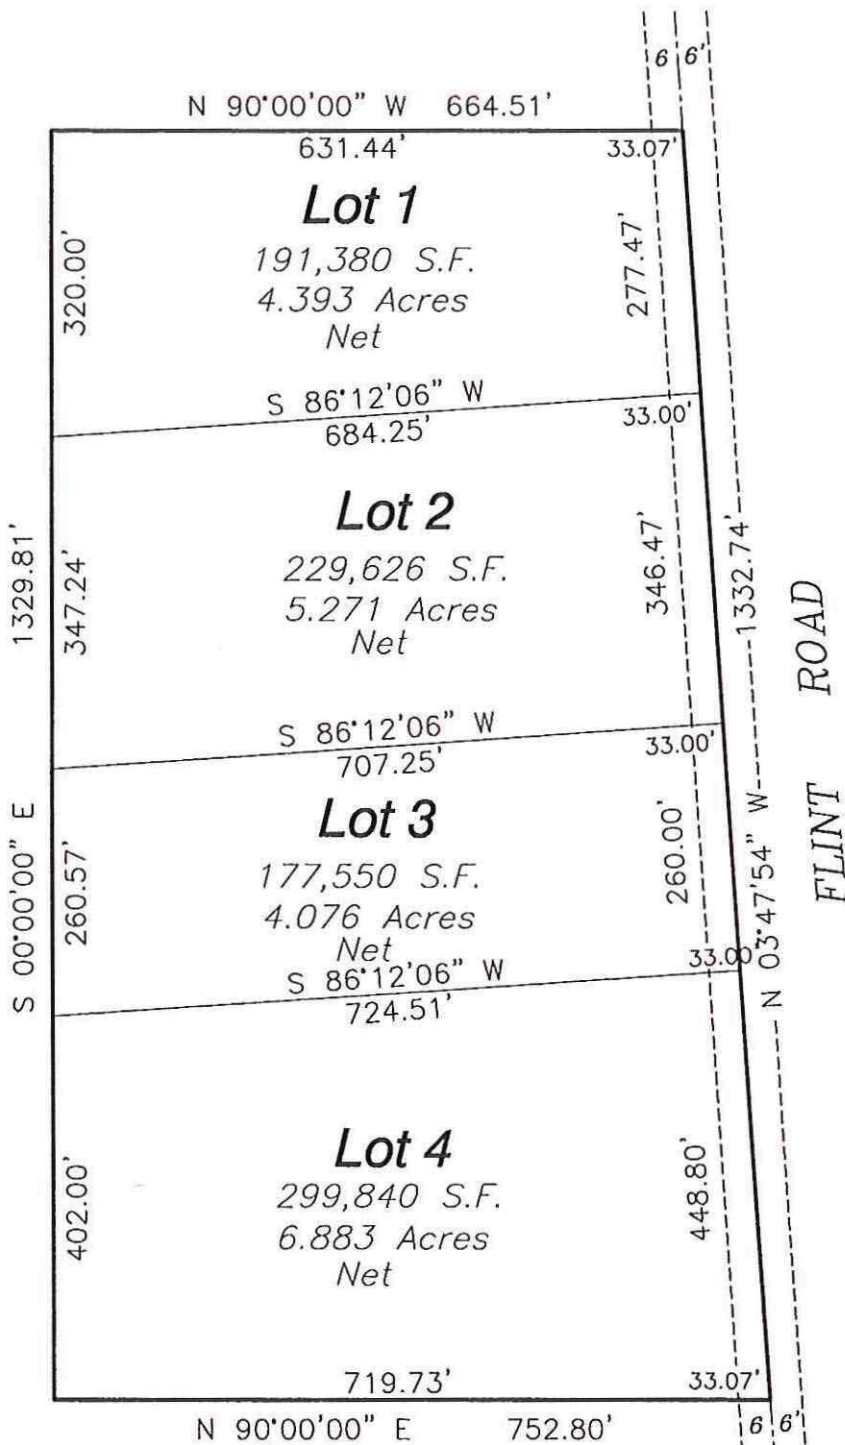 6 6'
N 90°00'00" W 664.51'
631.44' 33.07'
Lot 1
191,380 S.F.
4.393 Acres
Net
320.00'
277.47'
S 86°12'06" W
684.25' 33.00'
Lot 2
229,626 S.F.
5.271 Acres
Net
1329.81'
347.24'
346.47'
1332.74'
S 86°12'06" W
707.25' 33.00'
Lot 3
177,550 S.F.
4.076 Acres
Net
S 00°00'00" E
260.57'
260.00'
N 03°47'54" W
FLINT ROAD
S 86°12'06" W 33.00'
724.51'
Lot 4
299,840 S.F.
6.883 Acres
Net
402.00'
448.80'
719.73' 33.07'
N 90°00'00" E 752.80'
6 6'